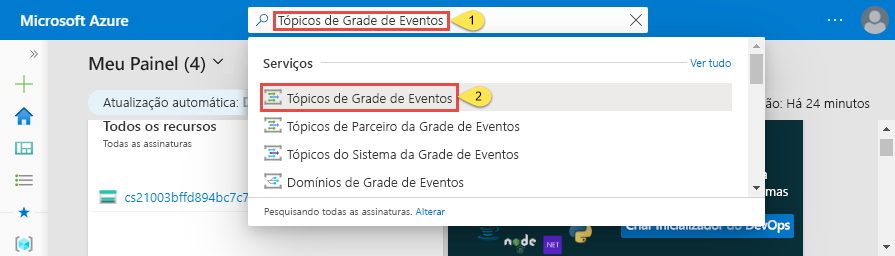 Microsoft Azure
Tópicos de Grade de Eventos
1
Meu Painel (4)
Serviços
Ver tudo
Atualização automática:
ão: Há 24 minutos
Tópicos de Grade de Eventos
2
Todos os recursos
Todas as assinaturas
Tópicos de Parceiro da Grade de Eventos
Tópicos do Sistema da Grade de Eventos
Domínios de Grade de Eventos
cs21003bffd894bc7c7
Pesquisando todas as assinaturas. Alterar
Criar Inicializador do DevOps
node
NET